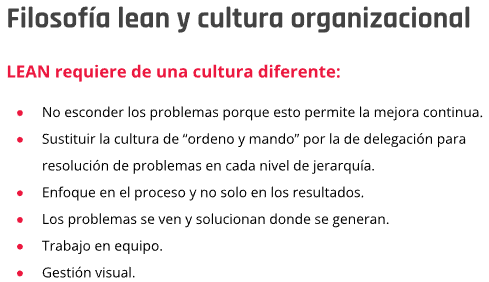 Filosofía lean y cultura organizacional
LEAN requiere de una cultura diferente:
● No esconder los problemas porque esto permite la mejora continua.
● Sustituir la cultura de “ordeno y mando” por la de delegación para
resolución de problemas en cada nivel de jerarquía.
● Enfoque en el proceso y no solo en los resultados.
● Los problemas se ven y solucionan donde se generan.
● Trabajo en equipo.
● Gestión visual.